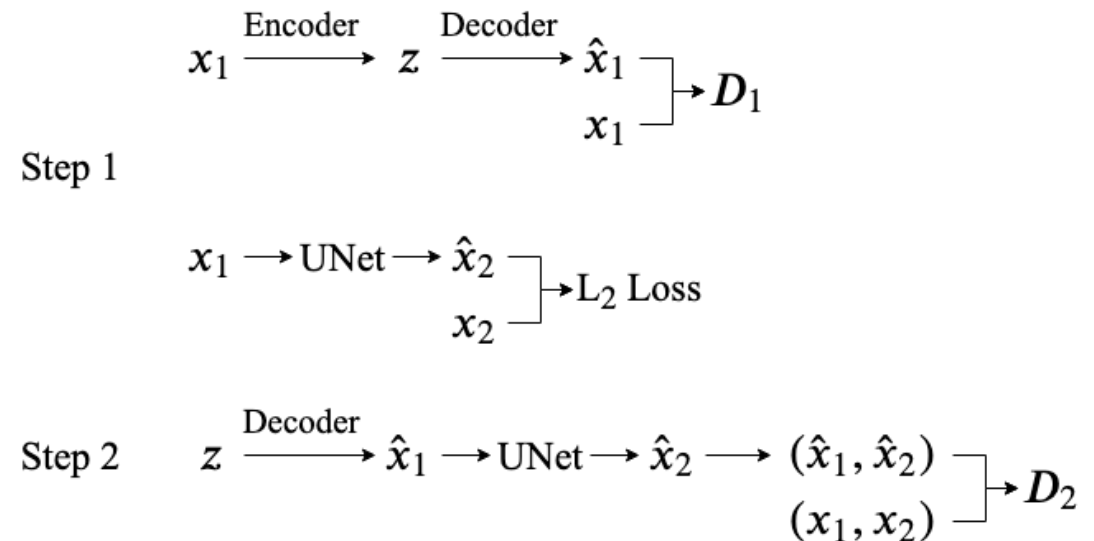 Encoder Decoder
x₁ z x̂₁
x₁ D₁
Step 1
x₁ UNet x̂₂
x₂ L₂ Loss
Decoder
Step 2 z x̂₁ UNet x̂₂ (x̂₁, x̂₂)
(x₁, x₂) D₂